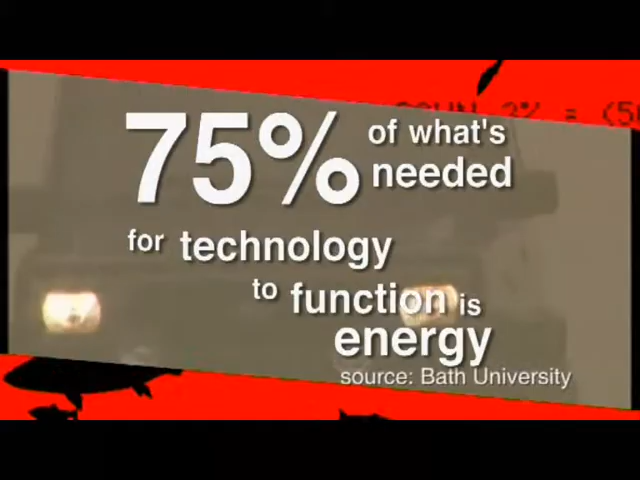 75% of what's
needed
for technology
to function is
energy
source: Bath University